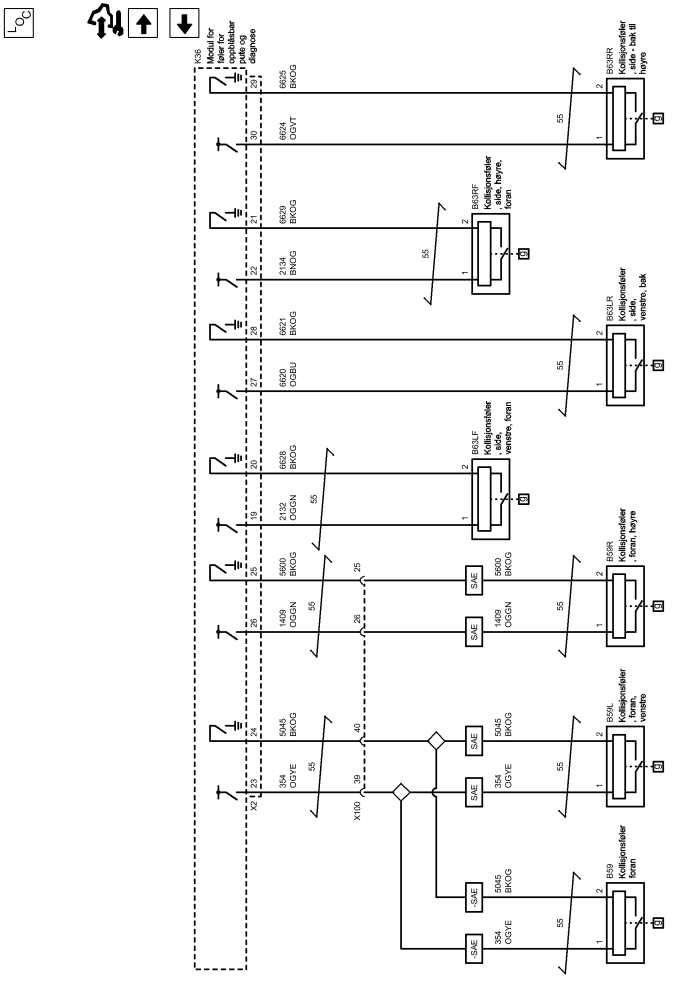 LOC
K36
Modul for
føler for
oppblåsbar
pute og
diagnose
29
6625
BKOG
30
6624
OGVT
55
2
1
B63RR
Kollisjonsføler
, side - bak til
høyre
g
21
6629
BKOG
22
2134
BNOG
55
2
1
B63RF
Kollisjonsføler
, side, høyre,
foran
g
28
6621
BKOG
27
6620
OGBU
55
2
1
B63LR
Kollisjonsføler
, side,
venstre, bak
g
20
6628
BKOG
19
2132
OGGN
55
2
1
B63LF
Kollisjonsføler
, side,
venstre, foran
g
25
5600
BKOG
26
1409
OGGN
55
25
26
SAE
5600
BKOG
SAE
1409
OGGN
55
2
1
B59R
Kollisjonsføler
, foran, høyre
g
24
5045
BKOG
23
354
OGYE
X2
55
40
39
X100
SAE
5045
BKOG
SAE
354
OGYE
55
2
1
B59L
Kollisjonsføler
, foran,
venstre
g
-SAE
5045
BKOG
-SAE
354
OGYE
55
2
1
B59
Kollisjonsføler
foran
g